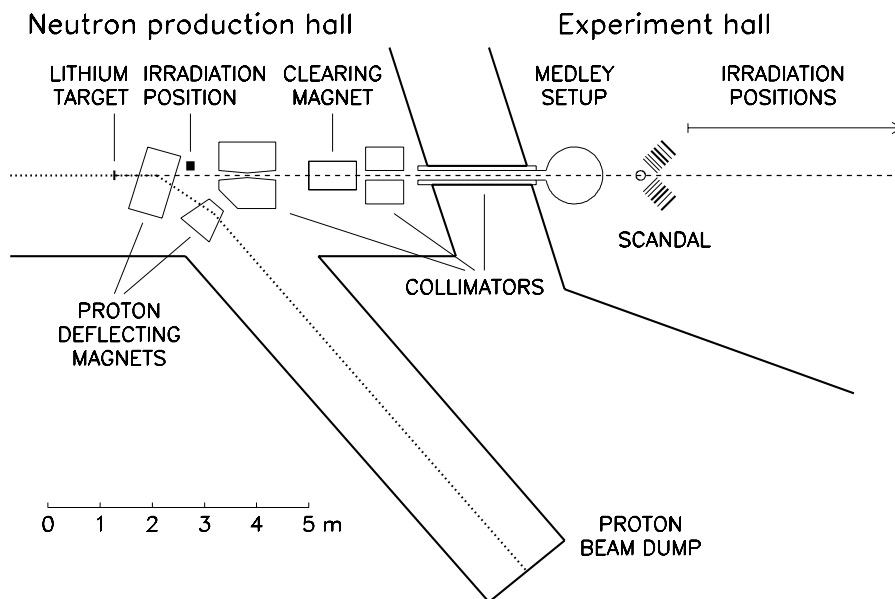 Neutron production hall
Experiment hall
LITHIUM
TARGET
IRRADIATION
POSITION
CLEARING
MAGNET
MEDLEY
SETUP
IRRADIATION
POSITIONS
SCANDAL
COLLIMATORS
PROTON
DEFLECTING
MAGNETS
0 1 2 3 4 5 m
PROTON
BEAM DUMP